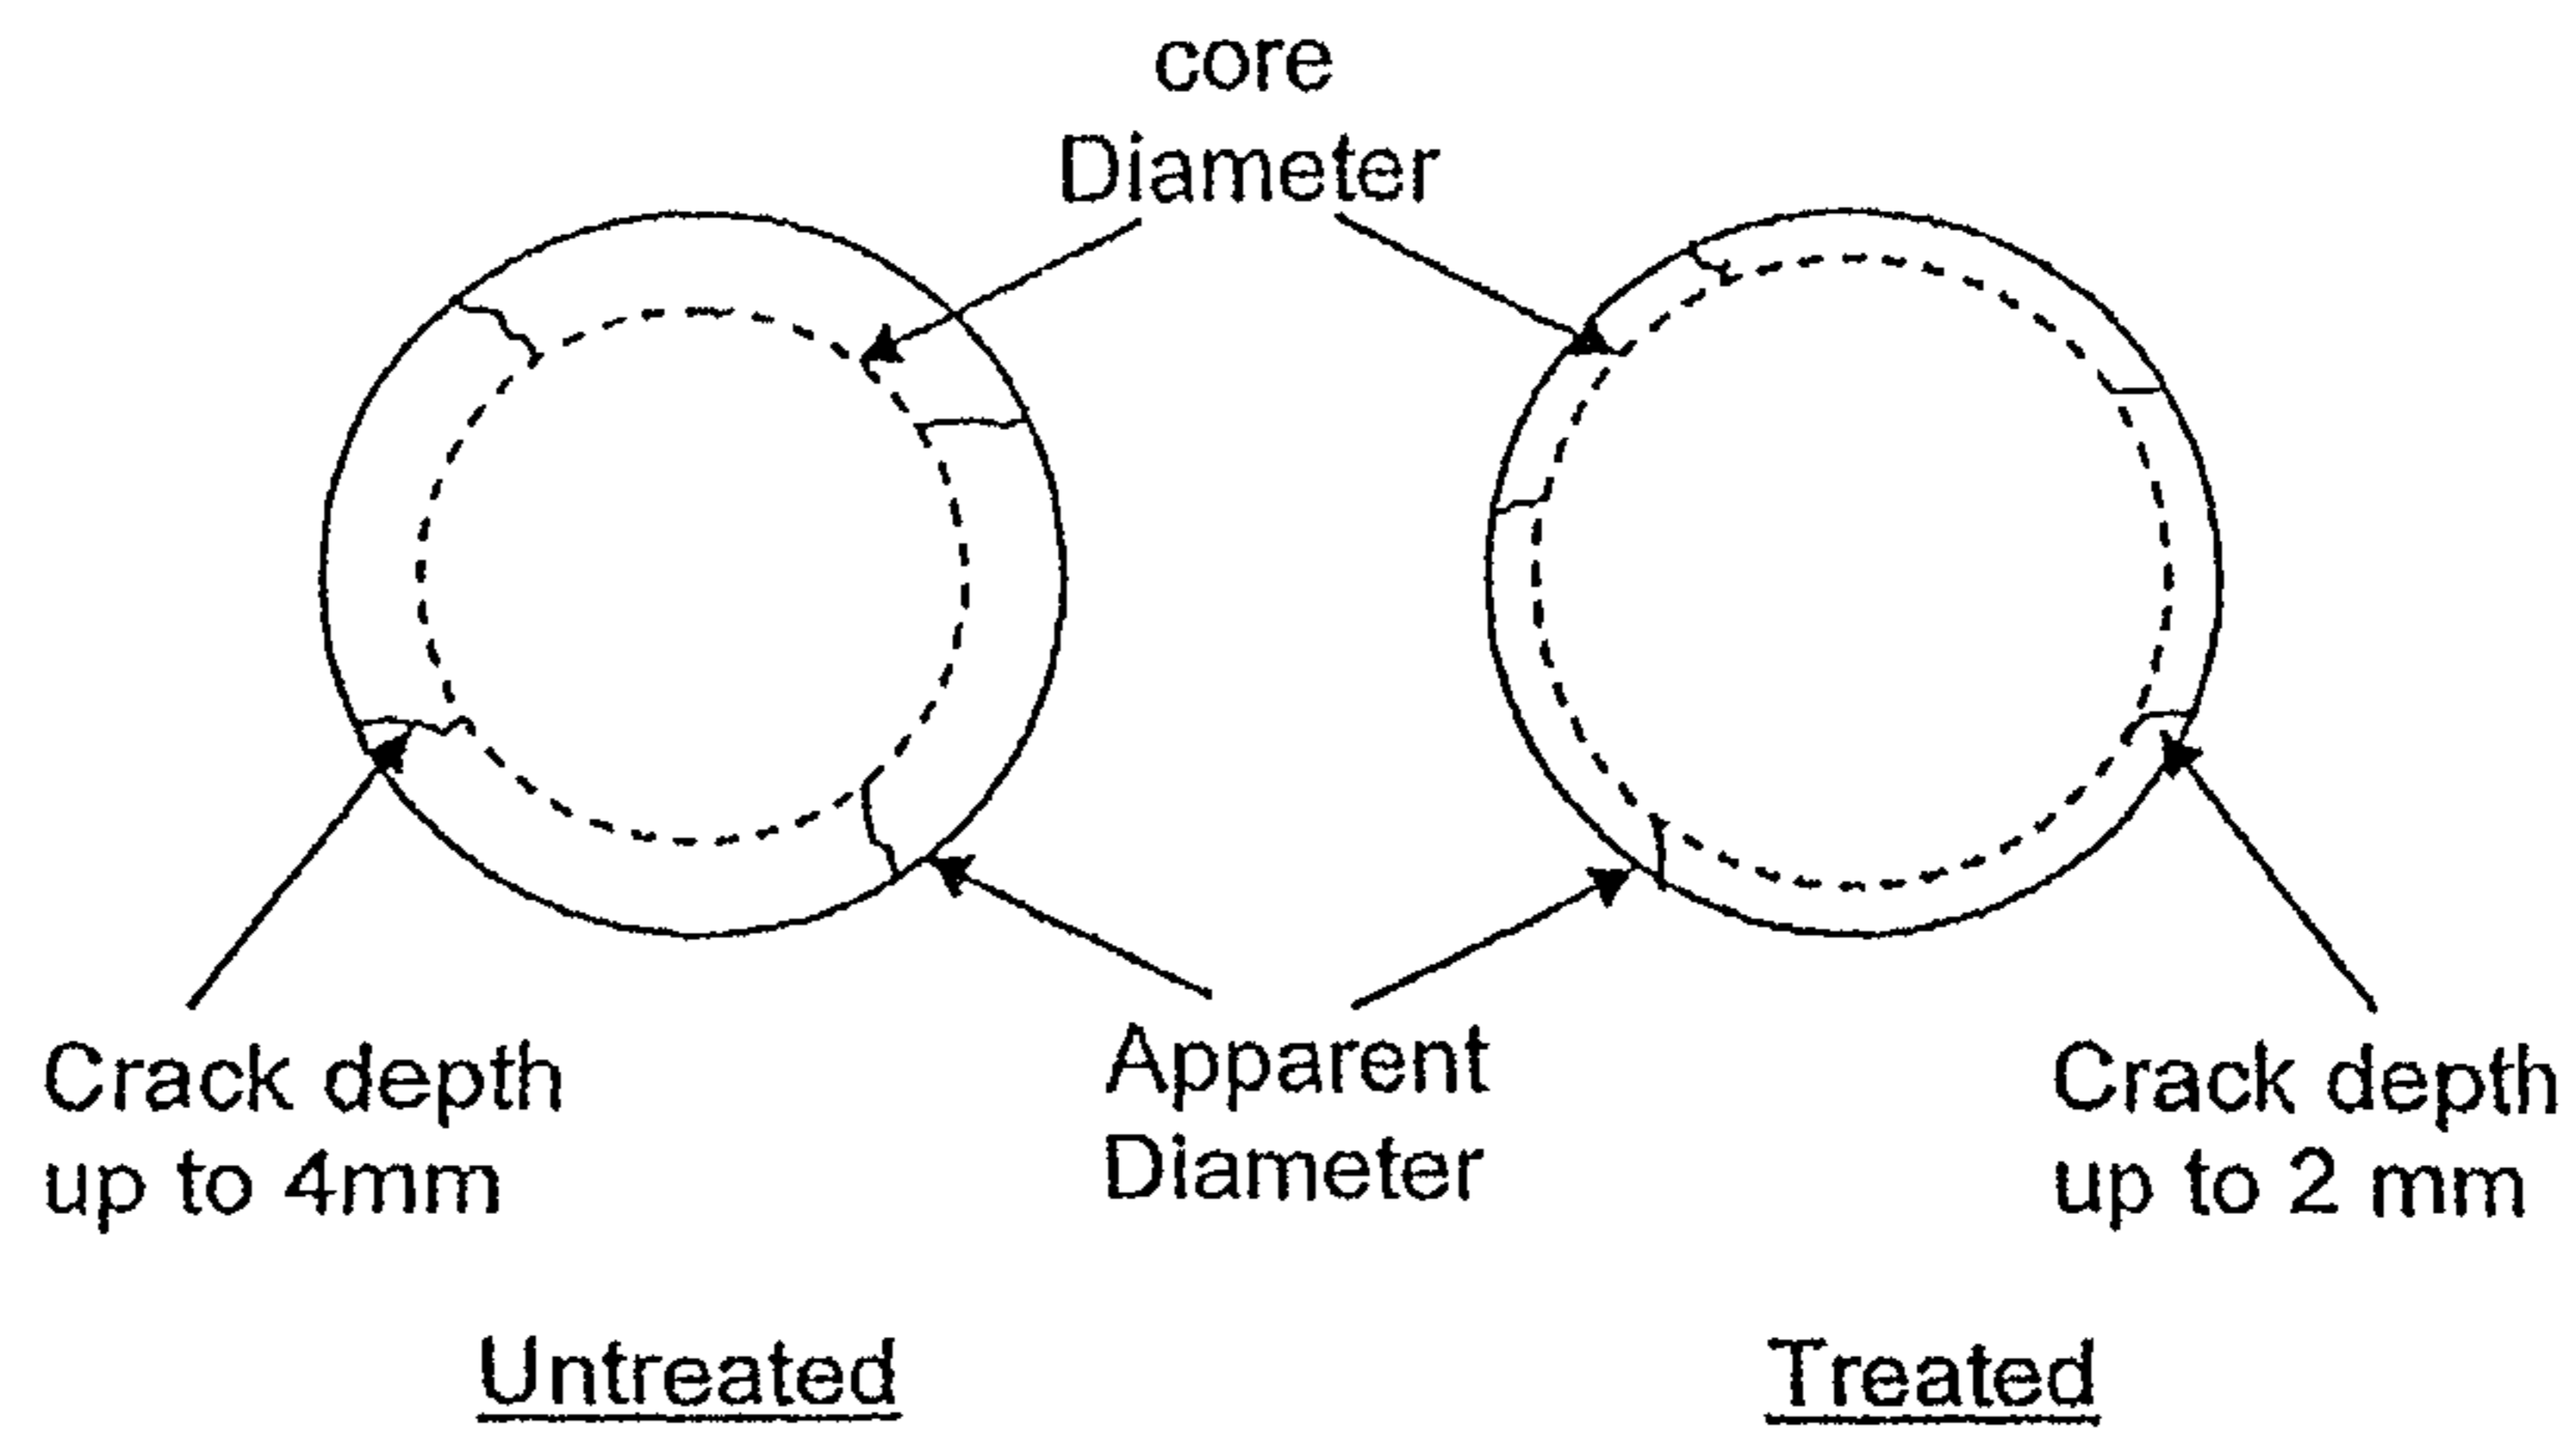 core
Diameter
Crack depth
up to 4mm
Apparent
Diameter
Crack depth
up to 2 mm
Untreated
Treated